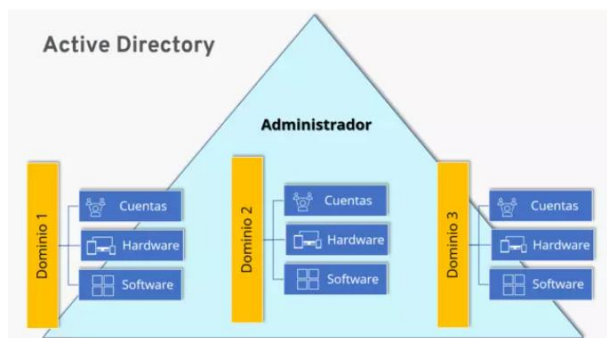 Active Directory
Administrador
Dominio 1
Cuentas
Hardware
Software
Dominio 2
Cuentas
Hardware
Software
Dominio 3
Cuentas
Hardware
Software